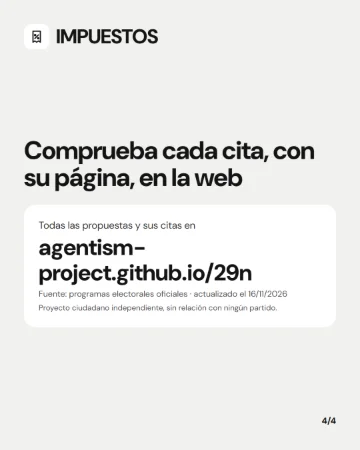 IMPUESTOS
Comprueba cada cita, con
su página, en la web
Todas las propuestas y sus citas en
agentism-
project.github.io/29n
Fuente: programas electorales oficiales · actualizado el 16/11/2026
Proyecto ciudadano independiente, sin relación con ningún partido.
4/4